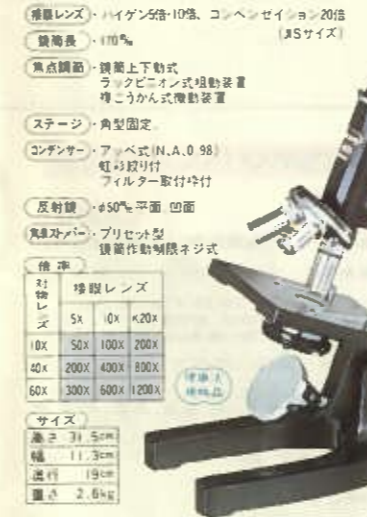 接眼レンズ・ハイゲン5倍・10倍、コンペンゼイション20倍
(JISサイズ)
鏡筒長・170㎜
焦点調節・鏡筒上下動式
ラックピニオン式粗動装置
複こうかん式微動装置
ステージ・角型固定
コンデンサー・アッベ式(N.A.0.98)
虹彩絞り付
フィルター取付枠付
反射鏡・φ50㎜平面 凹面
ストッパー・プリセット型
鏡筒作動制限ネジ式
倍率
対物レンズ 接眼レンズ
5X 10X K20X
10X 50X 100X 200X
40X 200X 400X 800X
60X 300X 600X 1200X
サイズ
高さ 31.5cm
幅 11.3cm
奥行 19cm
重さ 2.6kg